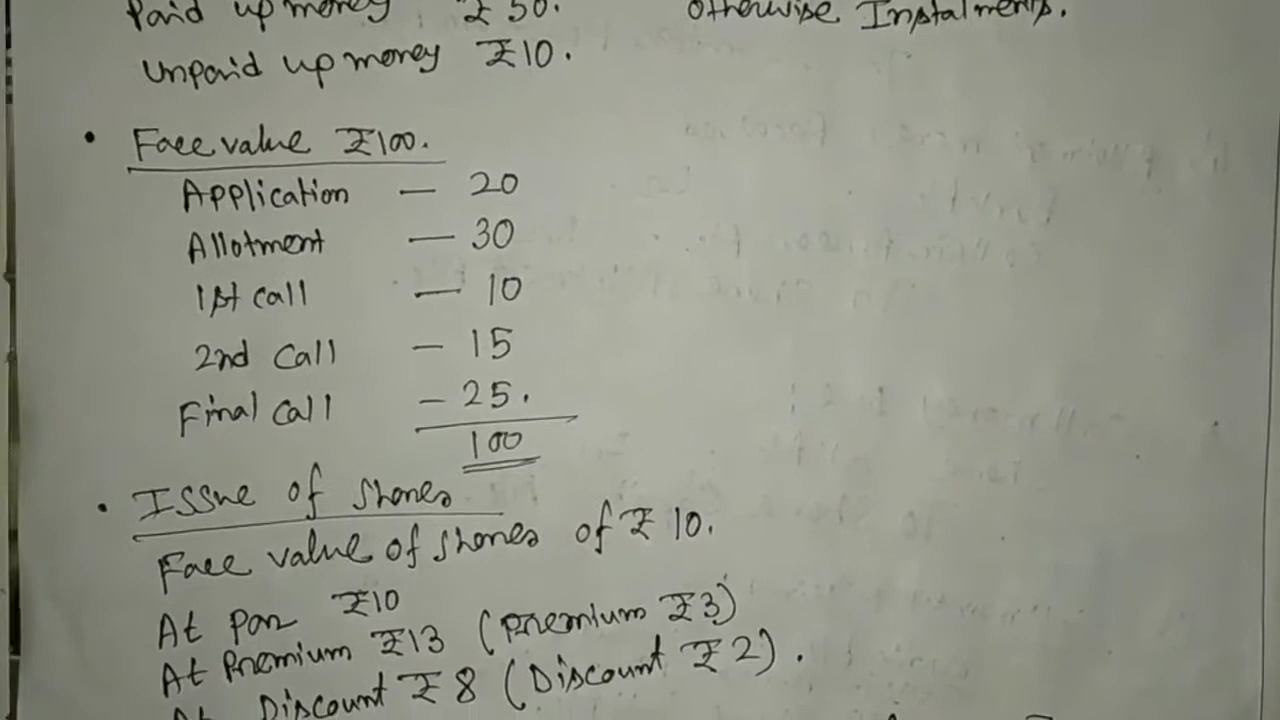 Paid up money ₹50.
Otherwise Instalments.
Unpaid up money ₹10.
• Face value ₹100.
Application — 20
Allotment — 30
1st call — 10
2nd call — 15
Final call — 25.
100
• Issue of shares
Face value of shares of ₹10.
At par ₹10
At premium ₹13 (premium ₹3)
At Discount ₹8 (Discount ₹2).